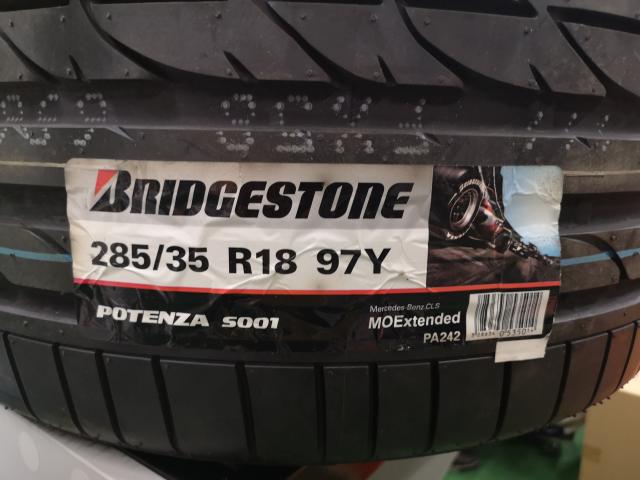 BRIDGESTONE
285/35 R18 97Y
POTENZA S001
Mercedes-Benz CLS
MOExtended
PA242